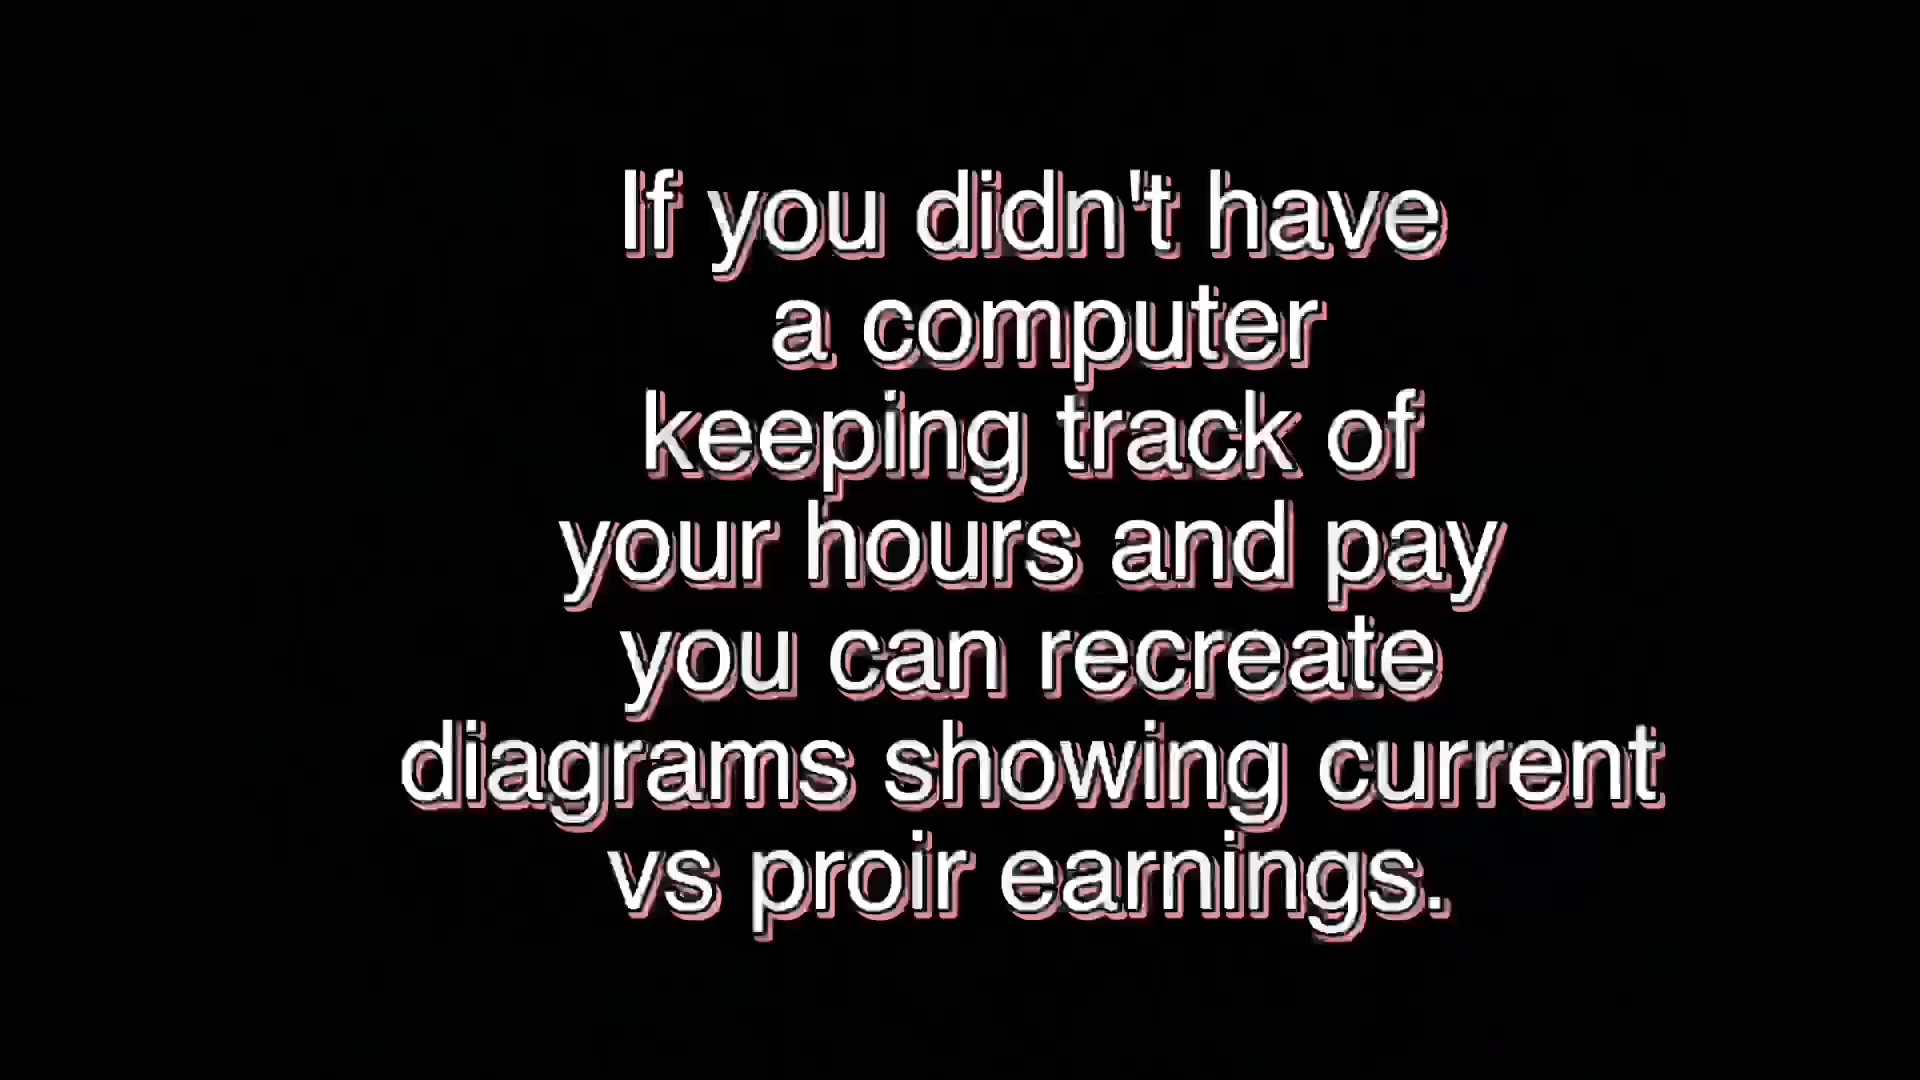 If you didn't have
a computer
keeping track of
your hours and pay
you can recreate
diagrams showing current
vs proir earnings.